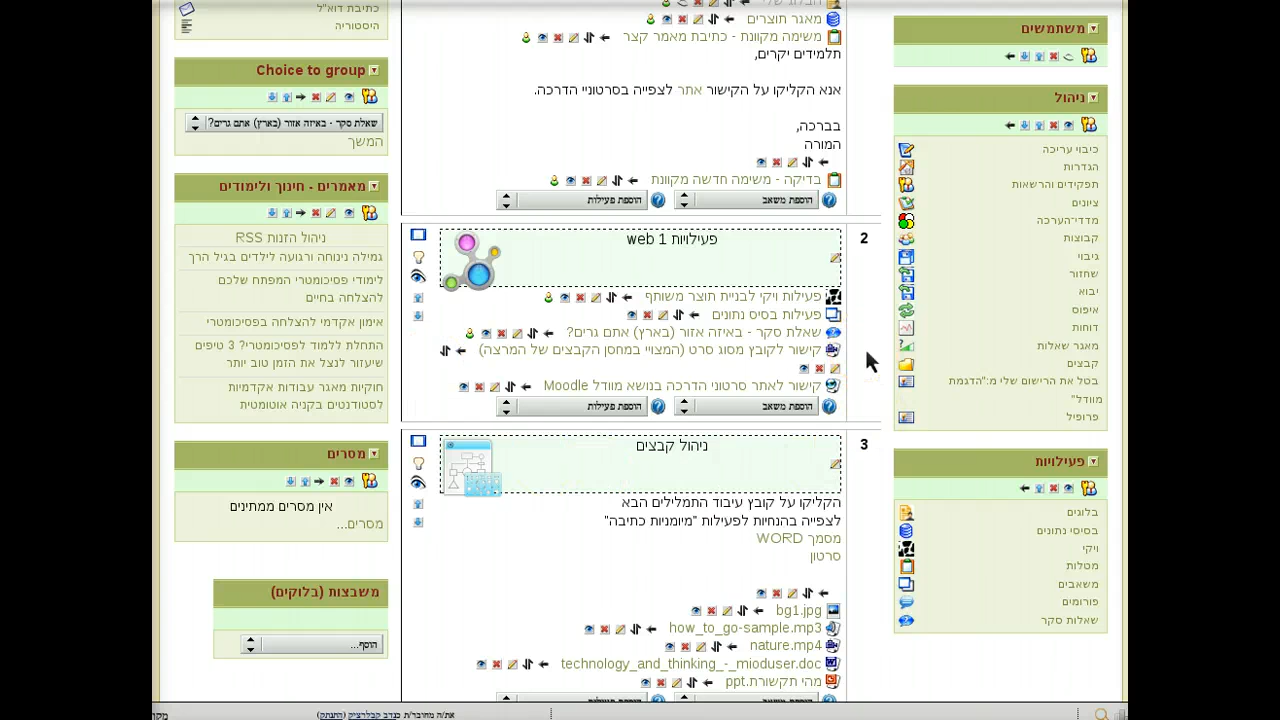 משתמשים
ניהול
כיבוי עריכה
הגדרות
תפקידים והרשאות
ציונים
מדדי־הערכה
קבוצות
גיבוי
שחזור
יבוא
איפוס
דוחות
מאגר שאלות
קבצים
בטל את הרישום שלי מ:"הדגמת
מוודל"
פרופיל
פעילויות
בלוגים
בסיסי נתונים
ויקי
מטלות
משאבים
פורומים
שאלות סקר
מאגר תוצרים
משימה מקוונת - כתיבת מאמר קצר
תלמידים יקרים,
אנא הקליקו על הקישור אתר לצפייה בסרטוניי הדרכה.
בברכה,
המורה
בדיקה - משימה חדשה מקוונת
הוספת משאב
הוספת פעילות
2
פעילויות web 1
פעילות ויקי לבניית תוצר משותף
פעילות בסיס נתונים
שאלת סקר - באיזה אזור (בארץ) אתם גרים?
קישור לקובץ מסוג סרט (המצויי במחסן הקבצים של המרצה)
קישור לאתר סרטוני הדרכה בנושא מוודל Moodle
הוספת משאב
הוספת פעילות
3
ניהול קבצים
הקליקו על קובץ עיבוד התמלילים הבא
לצפייה בהנחיות לפעילות "מיומניות כתיבה"
מסמך WORD
סרטון
bg1.jpg
how_to_go-sample.mp3
nature.mp4
technology_and_thinking_-_mioduser.doc
מהי תקשורת.ppt
כתיבת דוא"ל
היסטוריה
Choice to group
שאלת סקר - באיזה אזור (בארץ) אתם גרים?
המשך
מאמרים - חינוך ולימודים
ניהול הזנות RSS
גמילה נינוחה ורגועה לילדים בגיל הרך
לימודי פסיכומטרי המפתח שלכם
להצלחה בחיים
אימון אקדמי להצלחה בפסיכומטרי
התחלת ללמוד לפסיכומטרי? 3 טיפים
שיעזור לנצל את הזמן טוב יותר
חוקיות מאגר עבודות אקדמיות
לסטודנטים בקניה אוטומטית
מסרים
אין מסרים ממתינים
מסרים...
משבצות (בלוקים)
הוסף...